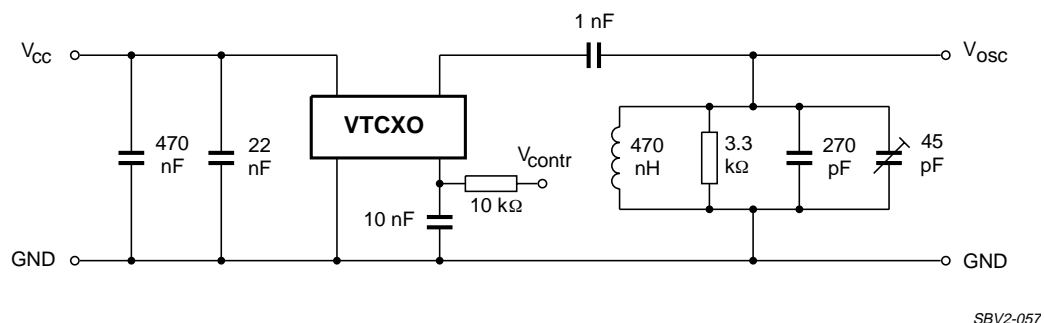 1 nF
Vcc
Vosc
VTCXO
470 nF
22 nF
470 nH
3.3 kΩ
270 pF
45 pF
Vcontr
10 kΩ
10 nF
GND
GND
SBV2-057